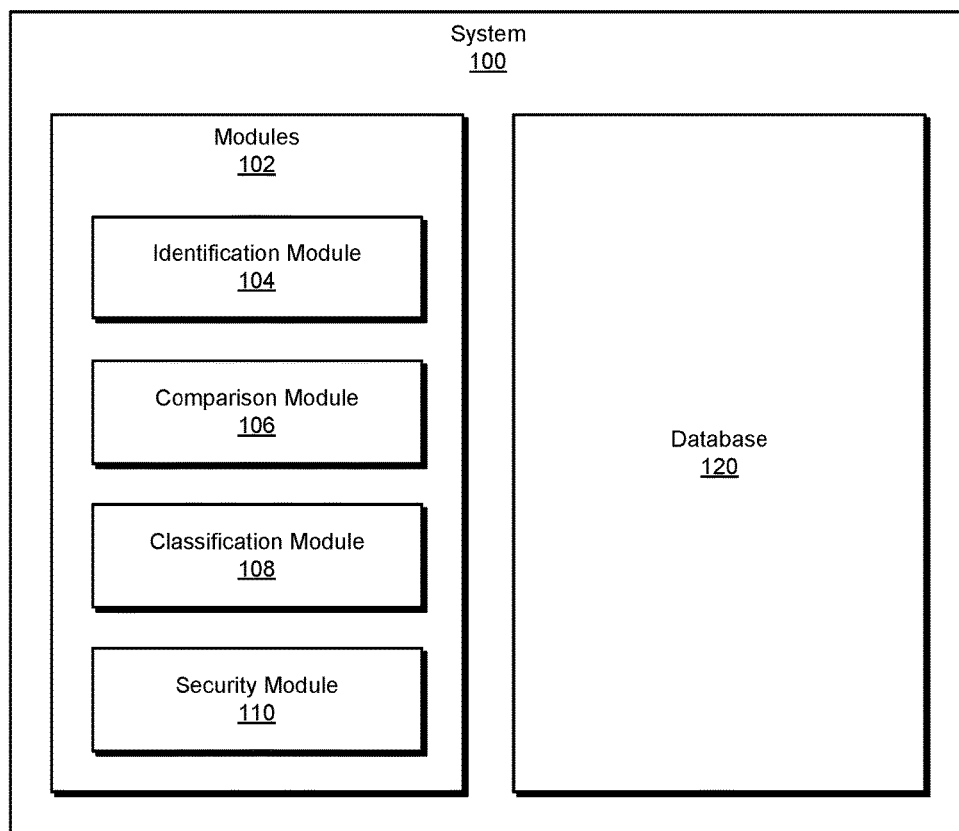 System
100
Modules
102
Identification Module
104
Comparison Module
106
Classification Module
108
Security Module
110
Database
120